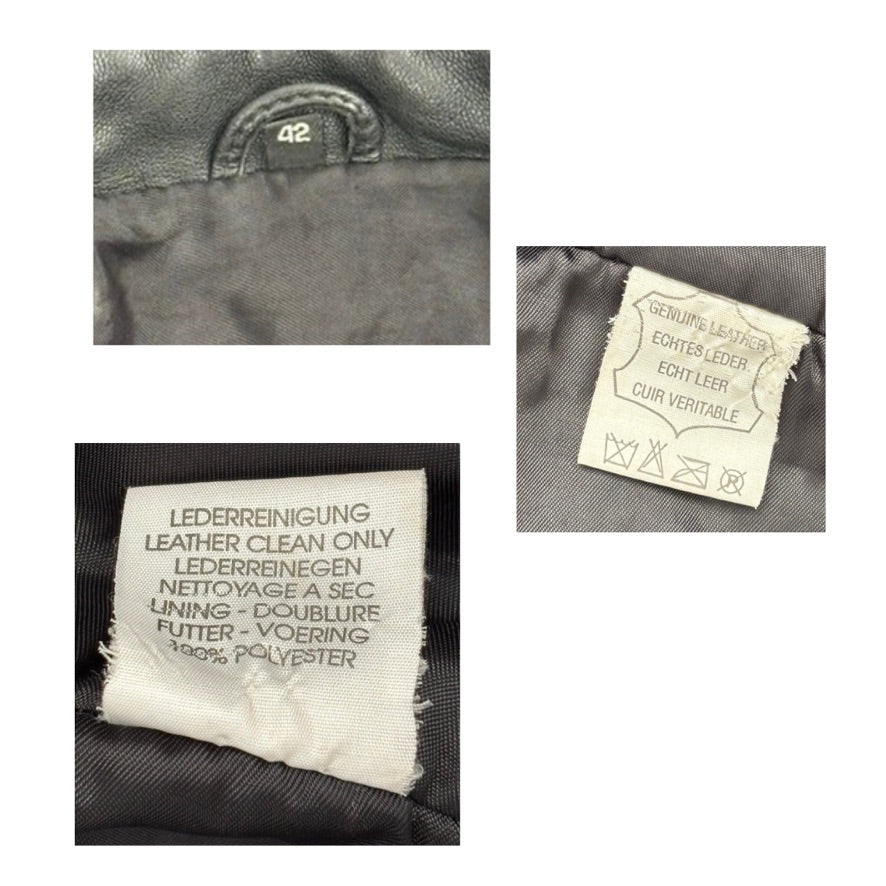 42
GENUINE LEATHER
ECHTES LEDER
ECHT LEER
CUIR VERITABLE
LEDERREINIGUNG
LEATHER CLEAN ONLY
LEDERREINEGEN
NETTOYAGE A SEC
LINING - DOUBLURE
FUTTER - VOERING
100% POLYESTER